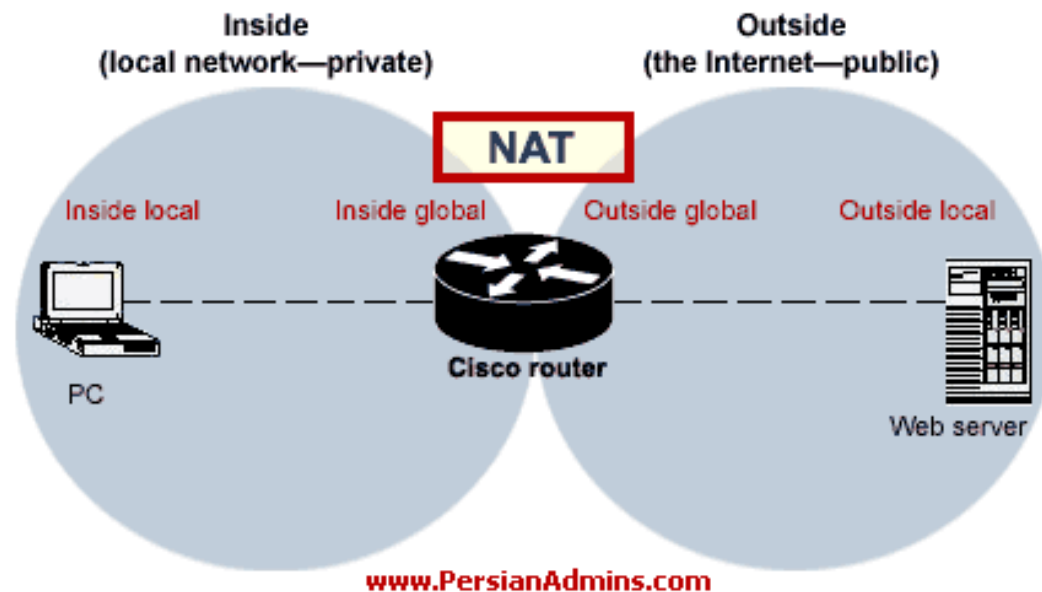 Inside
(local network—private)
Outside
(the Internet—public)
NAT
Inside local
Inside global
Outside global
Outside local
Cisco router
PC
Web server
www.PersianAdmins.com